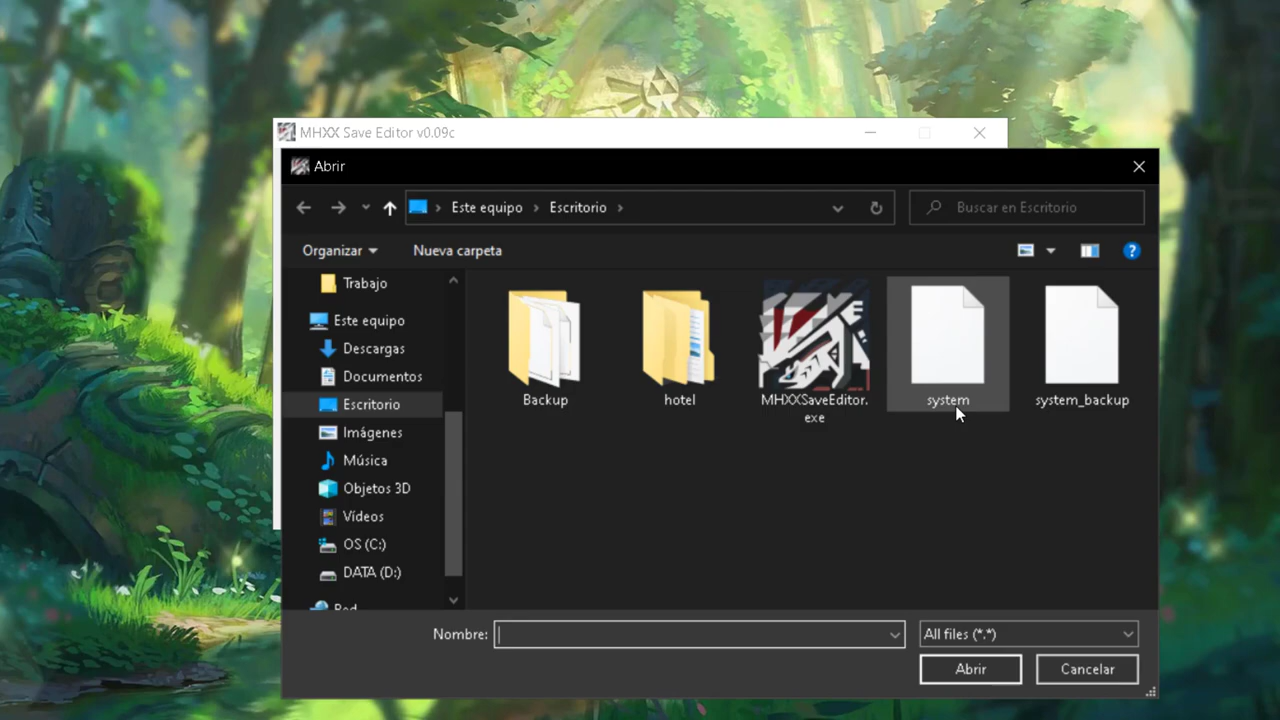 MHXX Save Editor v0.09c
Abrir
Este equipo
Escritorio
Buscar en Escritorio
Organizar
Nueva carpeta
Trabajo
Este equipo
Descargas
Documentos
Escritorio
Imágenes
Música
Objetos 3D
Vídeos
OS (C:)
DATA (D:)
Red
Backup
hotel
MHXXSaveEditor.
exe
system
system_backup
Nombre:
All files (*.*)
Abrir
Cancelar